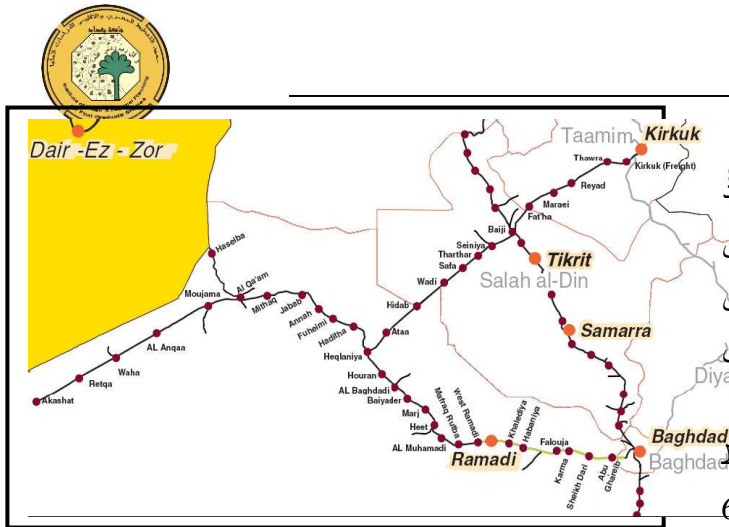 Dair -Ez - Zor
Taamim
Kirkuk
Thawra
Kirkuk (Freight)
Reyad
Maraei
Fat'ha
Baiji
Seiniya
Tharthar
Safa
Wadi
Hidab
Ataa
Tikrit
Salah al-Din
Samarra
Haseiba
Al Qa'am
Moujama
Mithaq
Jabab
Annah
Fuheimi
Haditha
AL Anqaa
Waha
Retqa
Akashat
Heqlaniya
Houran
AL Baghdadi
Baiyader
Marj
Heet
AL Muhamadi
Mafraq Rutba
West Ramadi
Ramadi
Khalediya
Habaniya
Falouja
Karma
Sheikh Dari
Abu Ghareib
Diya
Baghdad
Baghdad